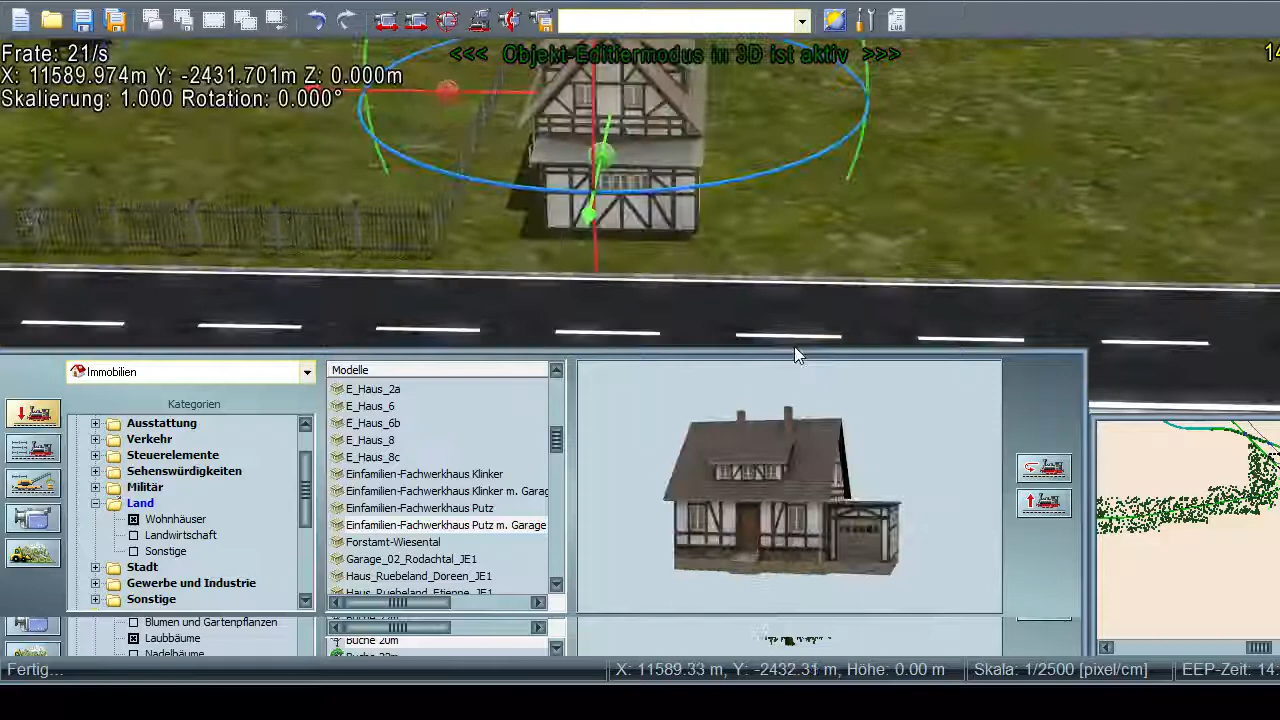 LUA
Frate: 21/s
<<< Objekt-Editiermodus in 3D ist aktiv >>>
14
X: 11589.974m Y: -2431.701m Z: 0.000m
Skalierung: 1.000 Rotation: 0.000°
Immobilien
Kategorien
Ausstattung
Verkehr
Steuerelemente
Sehenswürdigkeiten
Militär
Land
Wohnhäuser
Landwirtschaft
Sonstige
Stadt
Gewerbe und Industrie
Sonstige
Blumen und Gartenpflanzen
Laubbäume
Nadelbäume
Modelle
E_Haus_2a
E_Haus_6
E_Haus_6b
E_Haus_8
E_Haus_8c
Einfamilien-Fachwerkhaus Klinker
Einfamilien-Fachwerkhaus Klinker m. Garag
Einfamilien-Fachwerkhaus Putz
Einfamilien-Fachwerkhaus Putz m. Garage
Forstamt-Wiesental
Garage_02_Rodachtal_JE1
Haus_Ruebeland_Doreen_JE1
Haus_Ruebeland_Etienne_JE1
Buche 20m
Fertig...
X: 11589.33 m, Y: -2432.31 m, Höhe: 0.00 m
Skala: 1/2500 [pixel/cm]
EEP-Zeit: 14: